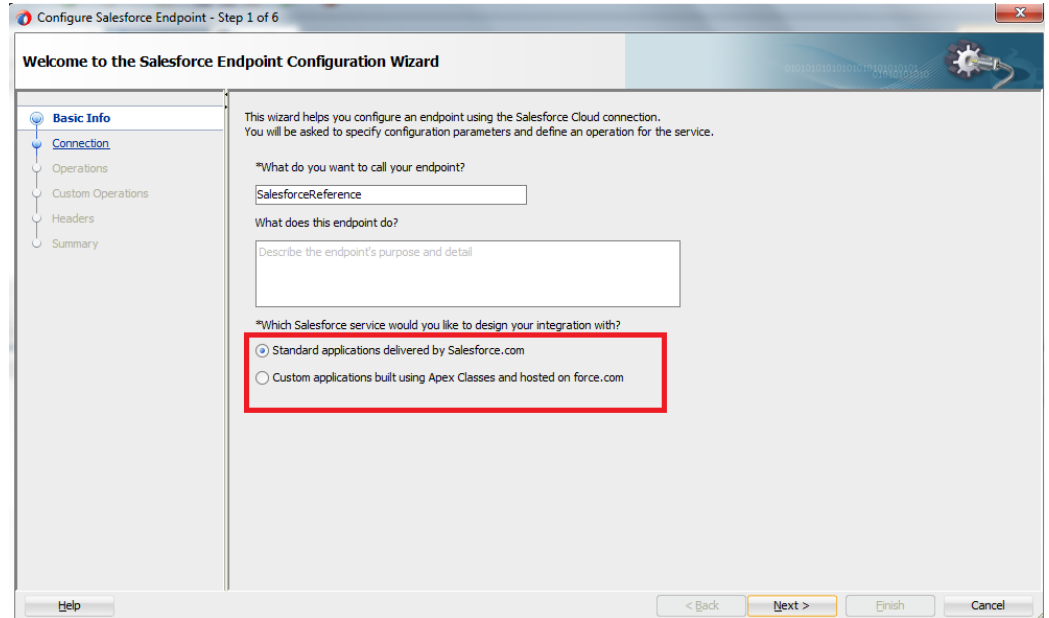 Configure Salesforce Endpoint - Step 1 of 6
Welcome to the Salesforce Endpoint Configuration Wizard
Basic Info
Connection
Operations
Custom Operations
Headers
Summary
This wizard helps you configure an endpoint using the Salesforce Cloud connection.
You will be asked to specify configuration parameters and define an operation for the service.
*What do you want to call your endpoint?
SalesforceReference
What does this endpoint do?
Describe the endpoint's purpose and detail
*Which Salesforce service would you like to design your integration with?
Standard applications delivered by Salesforce.com
Custom applications built using Apex Classes and hosted on force.com
Help
< Back
Next >
Finish
Cancel